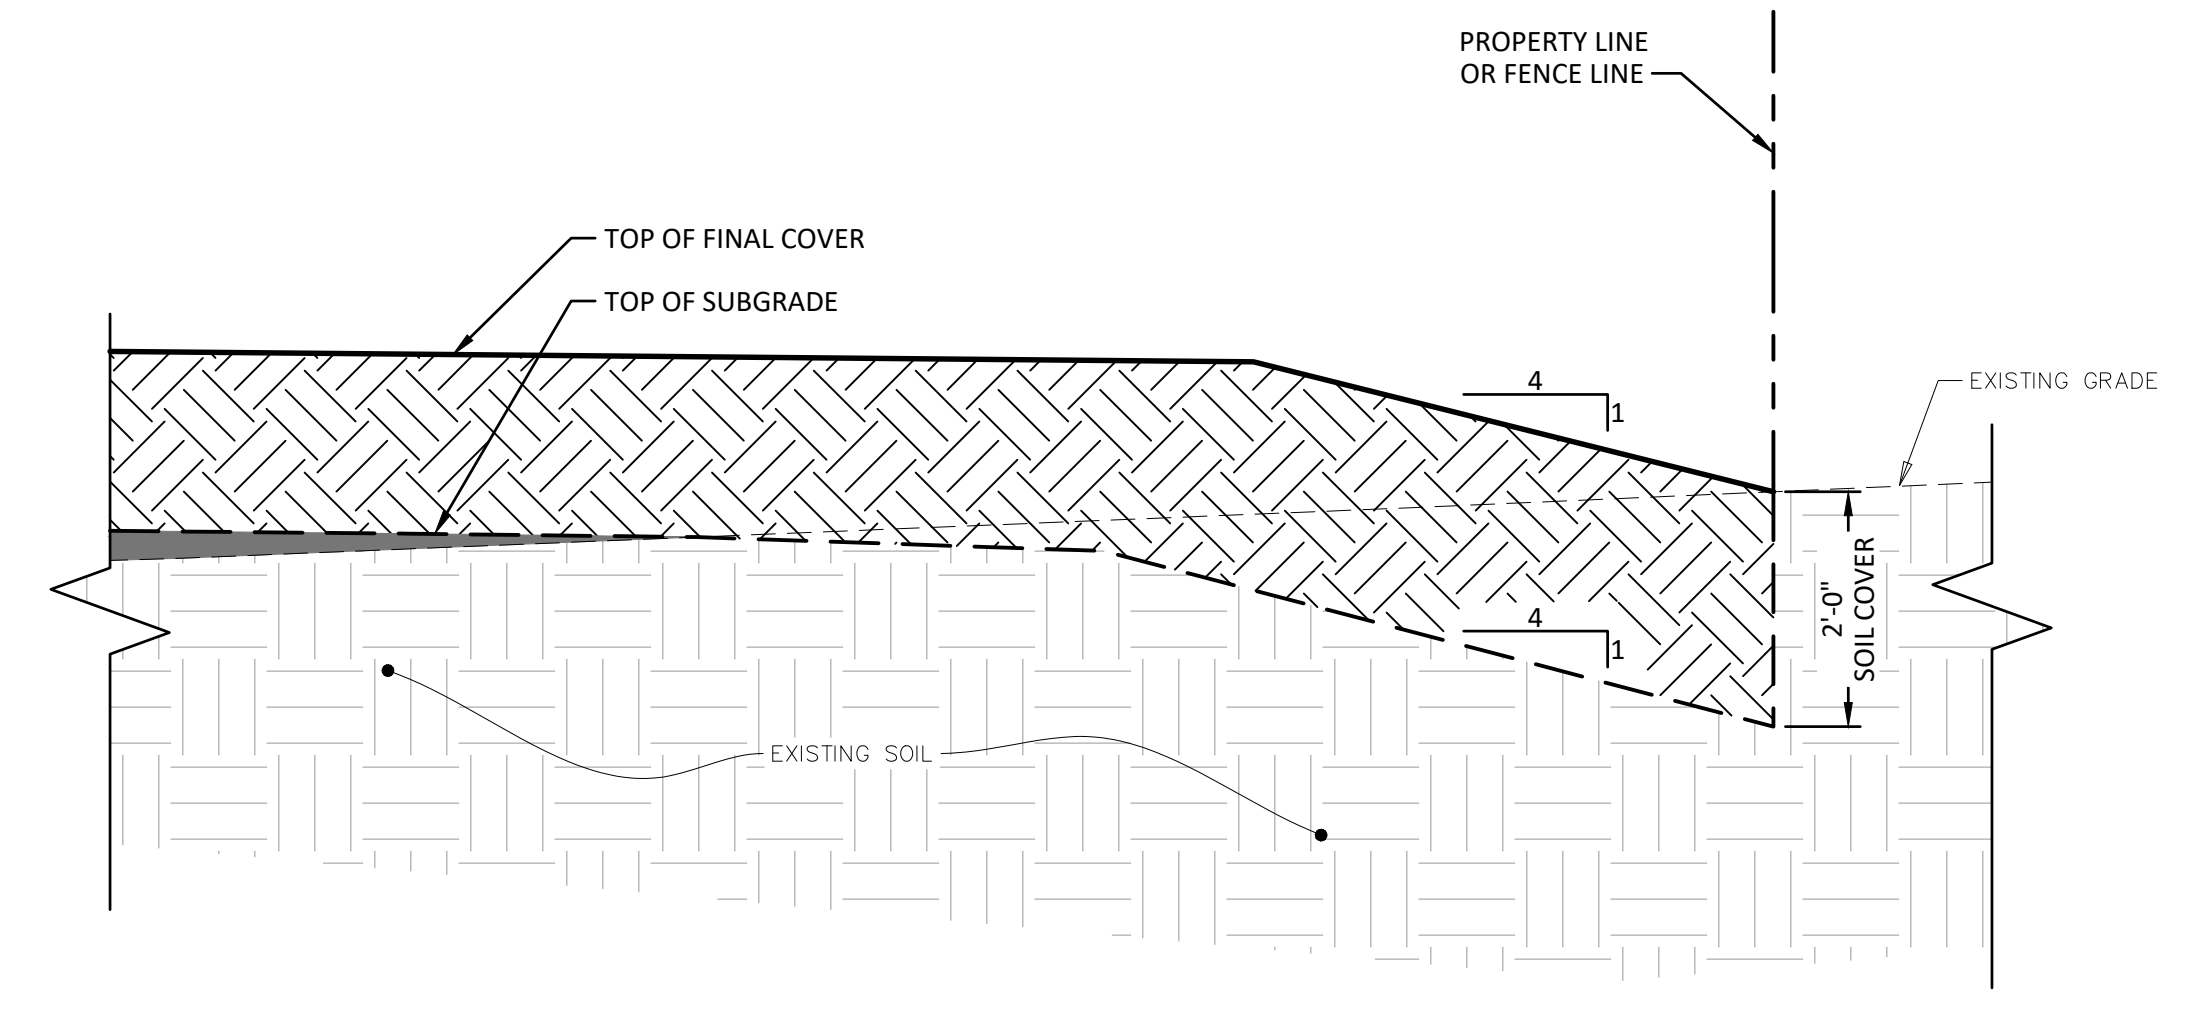 PROPERTY LINE
OR FENCE LINE
TOP OF FINAL COVER
TOP OF SUBGRADE
4
1
EXISTING GRADE
2'-0"
SOIL COVER
4
1
EXISTING SOIL